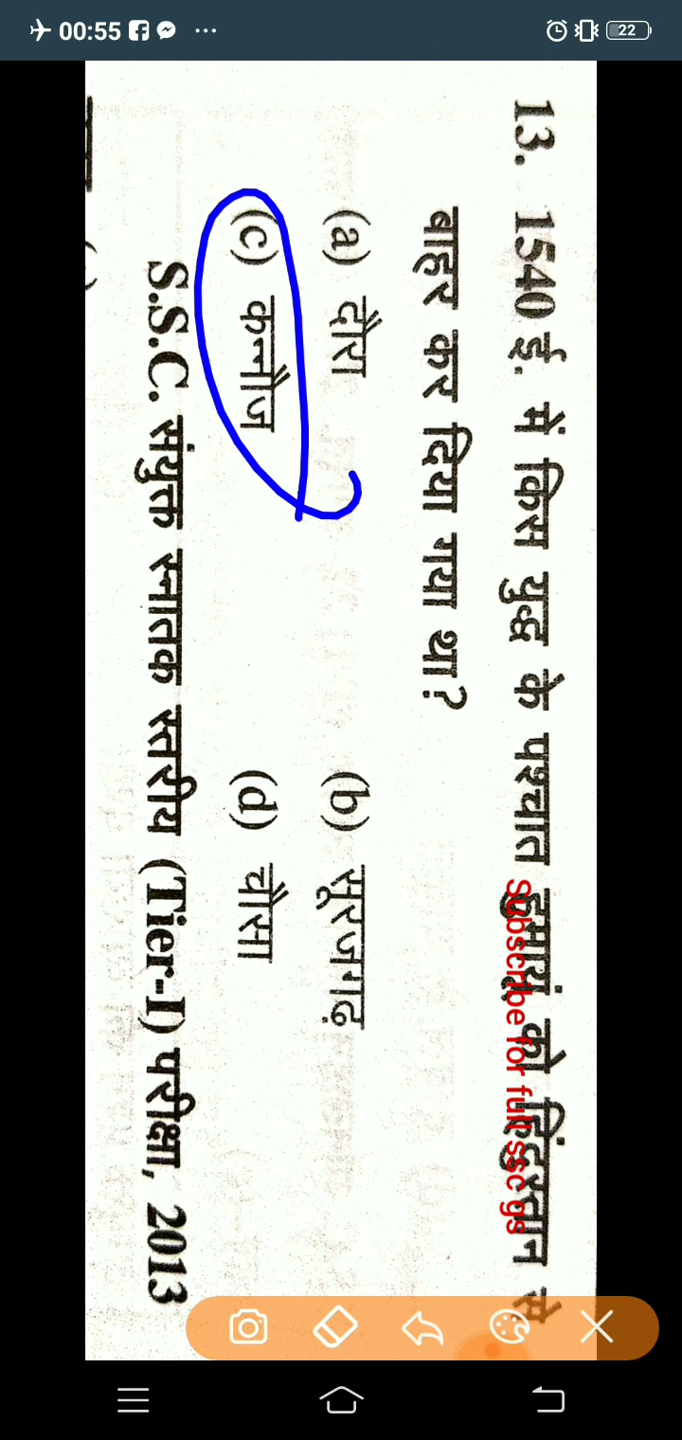 00:55
22
13. 1540 ई. में किस युद्ध के पश्चात हुमायूं को हिंदुस्तान से
Subscribe for full ssc gs
बाहर कर दिया गया था?
(a) दौरा (b) सूरजगढ़
(c) कन्नौज (d) चौसा
S.S.C. संयुक्त स्नातक स्तरीय (Tier-I) परीक्षा, 2013